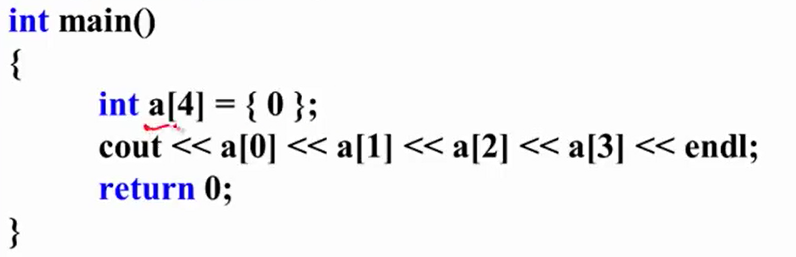 int main()
{
int a[4] = { 0 };
cout << a[0] << a[1] << a[2] << a[3] << endl;
return 0;
}